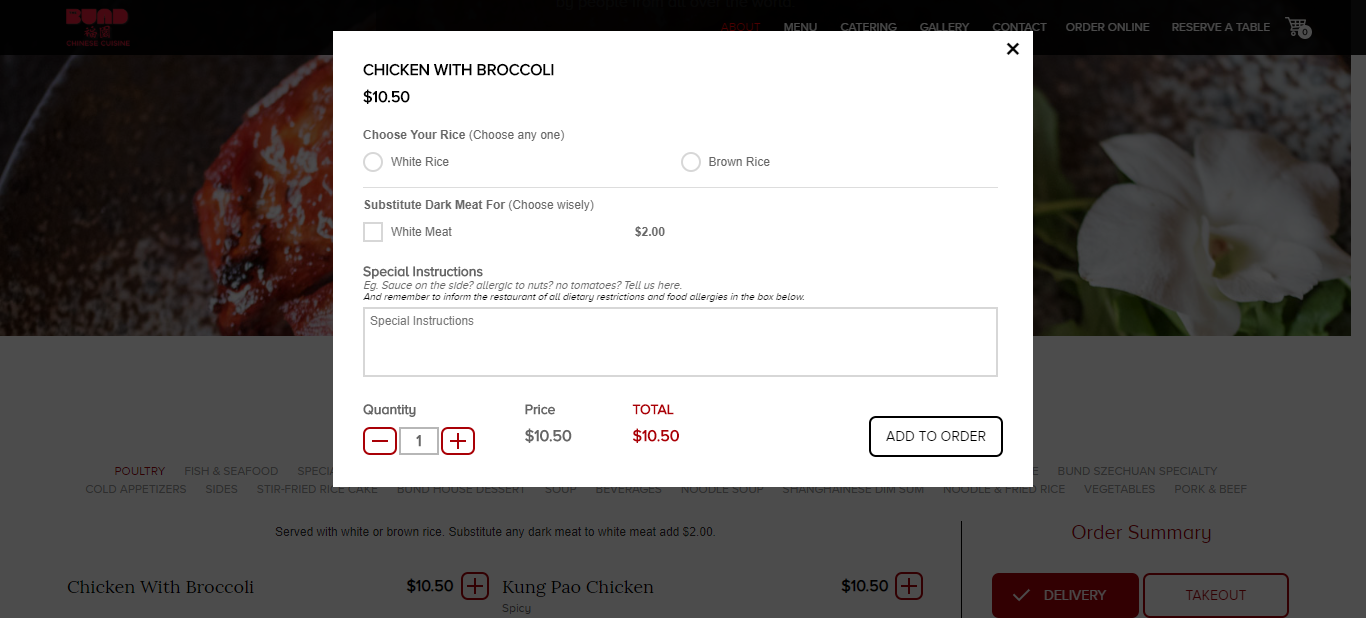 by people from all over the world
BUND
CHINESE CUISINE
ABOUT MENU CATERING GALLERY CONTACT ORDER ONLINE RESERVE A TABLE 0
CHICKEN WITH BROCCOLI
$10.50
Choose Your Rice (Choose any one)
White Rice Brown Rice
Substitute Dark Meat For (Choose wisely)
White Meat $2.00
Special Instructions
Eg. Sauce on the side? allergic to nuts? no tomatoes? Tell us here.
And remember to inform the restaurant of all dietary restrictions and food allergies in the box below.
Special Instructions
Quantity Price TOTAL
1 $10.50 $10.50
ADD TO ORDER
POULTRY FISH & SEAFOOD BUND SZECHUAN SPECIALTY
COLD APPETIZERS SIDES STIR-FRIED RICE CAKE BUND HOUSE DESSERT SOUP BEVERAGES NOODLE SOUP SHANGHAINESE DIM SUM NOODLE & FRIED RICE VEGETABLES PORK & BEEF
Served with white or brown rice. Substitute any dark meat to white meat add $2.00.
Order Summary
Chicken With Broccoli $10.50 Kung Pao Chicken $10.50
Spicy
DELIVERY TAKEOUT